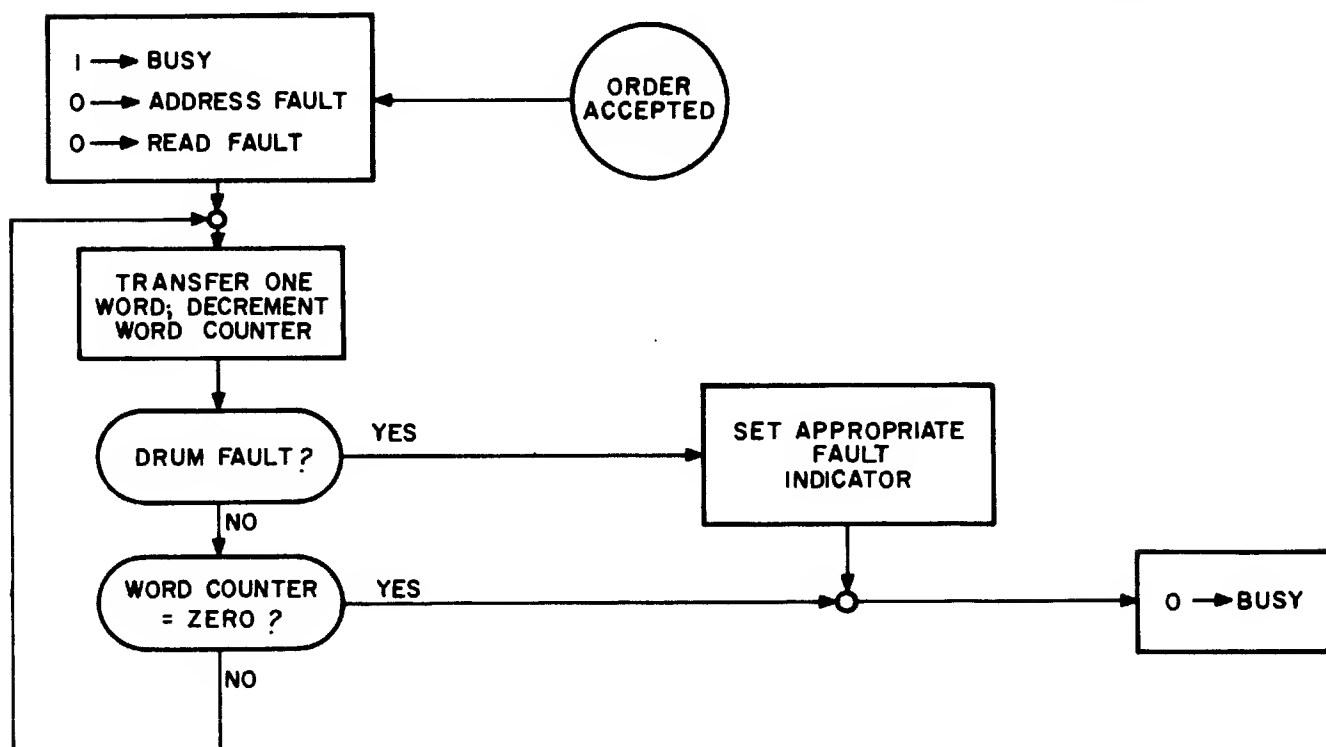 1 → BUSY
0 → ADDRESS FAULT
0 → READ FAULT
ORDER
ACCEPTED
TRANSFER ONE
WORD; DECREMENT
WORD COUNTER
DRUM FAULT?
YES
NO
SET APPROPRIATE
FAULT
INDICATOR
WORD COUNTER
= ZERO ?
YES
NO
0 → BUSY